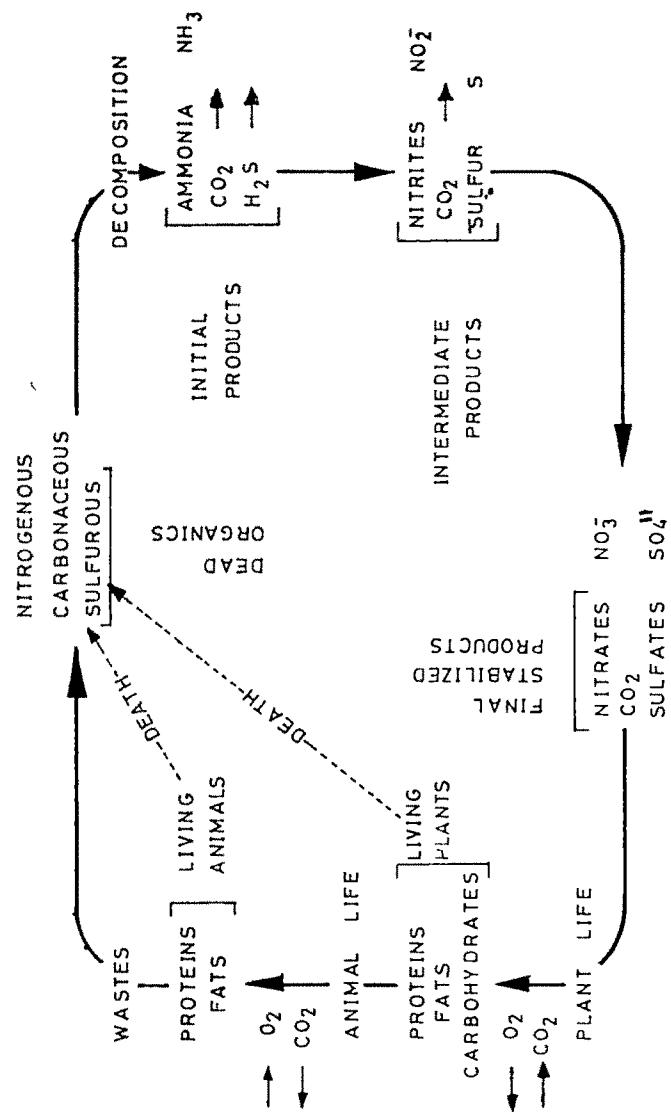 NITROGENOUS
CARBONACEOUS
SULFUROUS
DEAD
ORGANICS
DECOMPOSITION
AMMONIA NH₃
CO₂
H₂S
INITIAL
PRODUCTS
NITRITES NO₂⁻
CO₂
SULFUR S
INTERMEDIATE
PRODUCTS
NITRATES NO₃⁻
CO₂
SULFATES SO₄⁼
FINAL
STABILIZED
PRODUCTS
PLANT LIFE
O₂
CO₂
PROTEINS
FATS
CARBOHYDRATES
LIVING
PLANTS
DEATH
ANIMAL LIFE
O₂
CO₂
PROTEINS
FATS
LIVING
ANIMALS
DEATH
WASTES